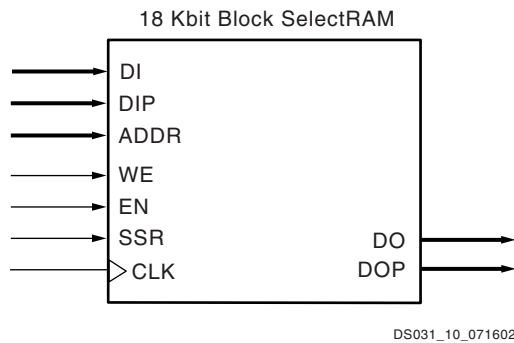 18 Kbit Block SelectRAM
DI
DIP
ADDR
WE
EN
SSR
CLK
DO
DOP
DS031_10_071602